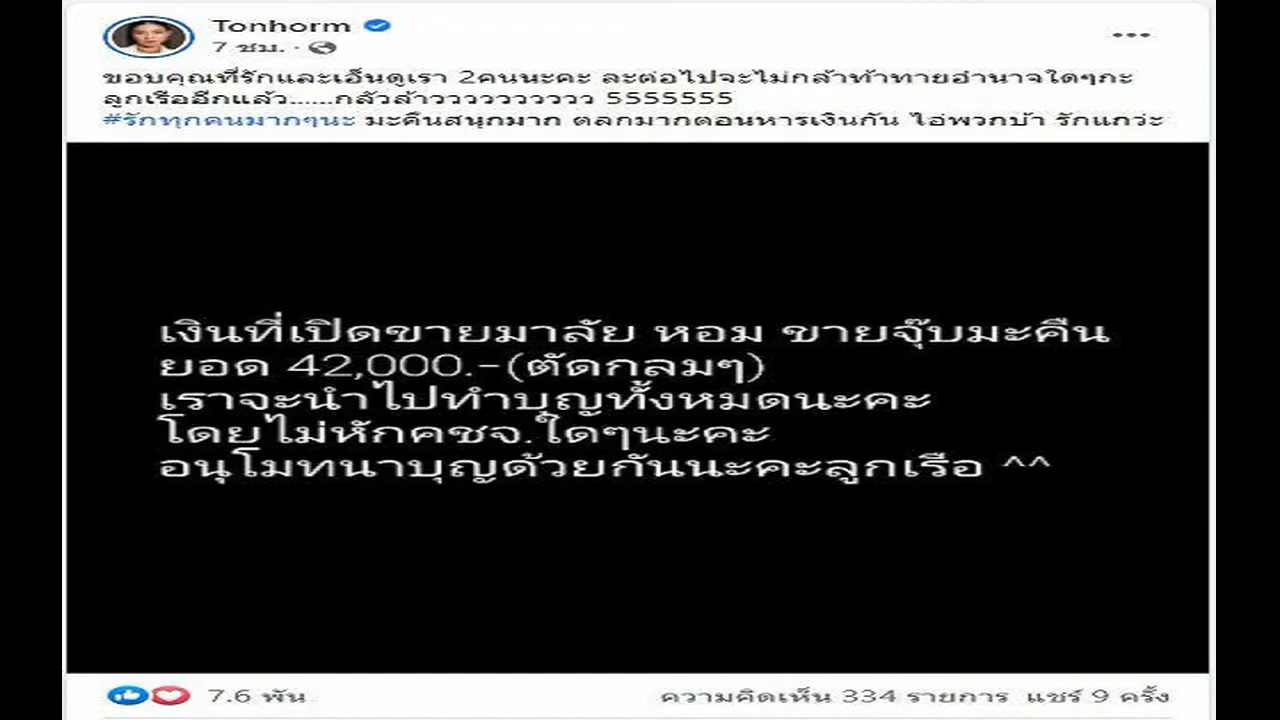 Tonhorm
7 ชม. ·
ขอบคุณที่รักและเอ็นดูเรา 2คนนะคะ ละต่อไปจะไม่กล้าท้าทายอำนาจใดๆกะ
ลูกเรืออีกแล้ว......กลัวล้าววววววววววว 5555555
#รักทุกคนมากๆนะ มะคืนสนุกมาก ตลกมากตอนหารเงินกัน ไอ่พวกบ้า รักแกว่ะ
เงินที่เปิดขายมาลัย หอม ขายจุ๊บมะคืน
ยอด 42,000.-(ตัดกลมๆ)
เราจะนำไปทำบุญทั้งหมดนะคะ
โดยไม่หักคชจ.ใดๆนะคะ
อนุโมทนาบุญด้วยกันนะคะลูกเรือ ^^
7.6 พัน
ความคิดเห็น 334 รายการ แชร์ 9 ครั้ง